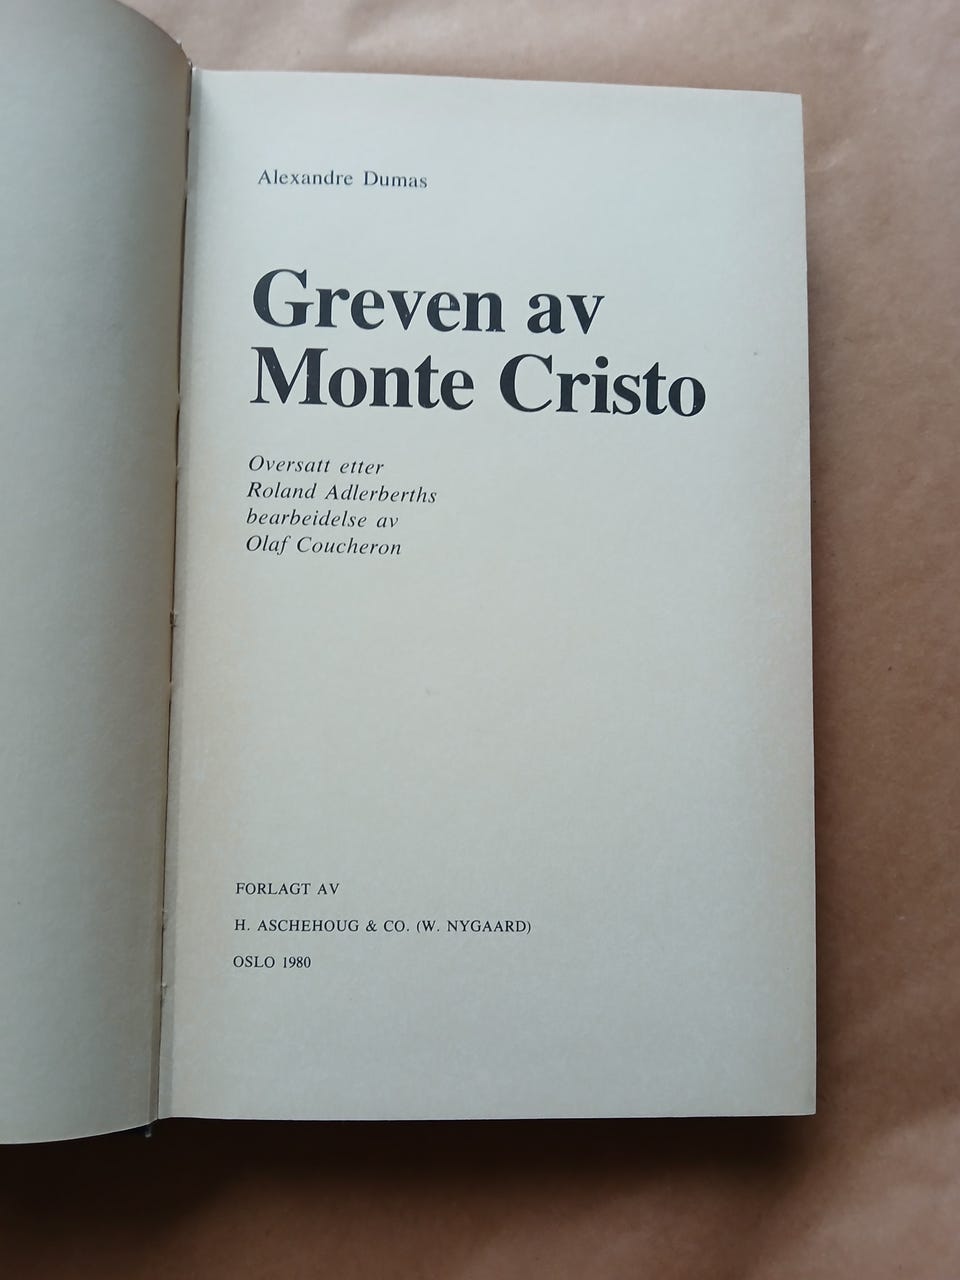 Alexandre Dumas
Greven av
Monte Cristo
Oversatt etter
Roland Adlerberths
bearbeidelse av
Olaf Coucheron
FORLAGT AV
H. ASCHEHOUG & CO. (W. NYGAARD)
OSLO 1980